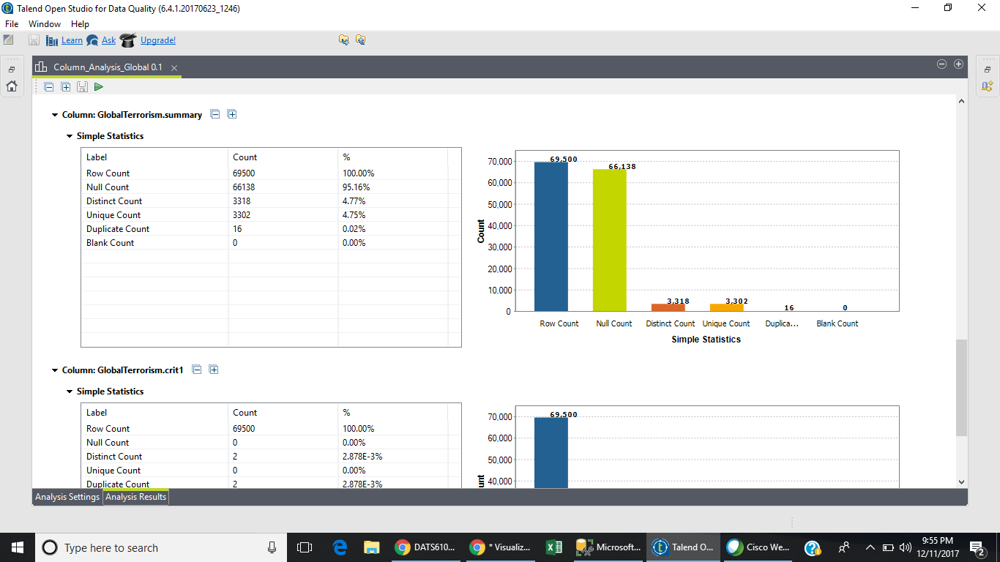 Talend Open Studio for Data Quality (6.4.1.20170623_1246)
File Window Help
Learn Ask Upgrade!
Column_Analysis_Global 0.1
Column: GlobalTerrorism.summary
Simple Statistics
Label Count %
Row Count 69500 100.00%
Null Count 66138 95.16%
Distinct Count 3318 4.77%
Unique Count 3302 4.75%
Duplicate Count 16 0.02%
Blank Count 0 0.00%
70,000
60,000
50,000
40,000
30,000
20,000
10,000
0
Count
69,500
66,138
3,318
3,302
16
0
Row Count Null Count Distinct Count Unique Count Duplica... Blank Count
Simple Statistics
Column: GlobalTerrorism.crit1
Simple Statistics
Label Count %
Row Count 69500 100.00%
Null Count 0 0.00%
Distinct Count 2 2.878E-3%
Unique Count 0 0.00%
Duplicate Count 2 2.878E-3%
70,000
60,000
50,000
40,000
unt
69,500
Analysis Settings Analysis Results
Type here to search
DATS610... * Visualiz... Microsoft... Talend O... Cisco We...
9:55 PM
12/11/2017
2